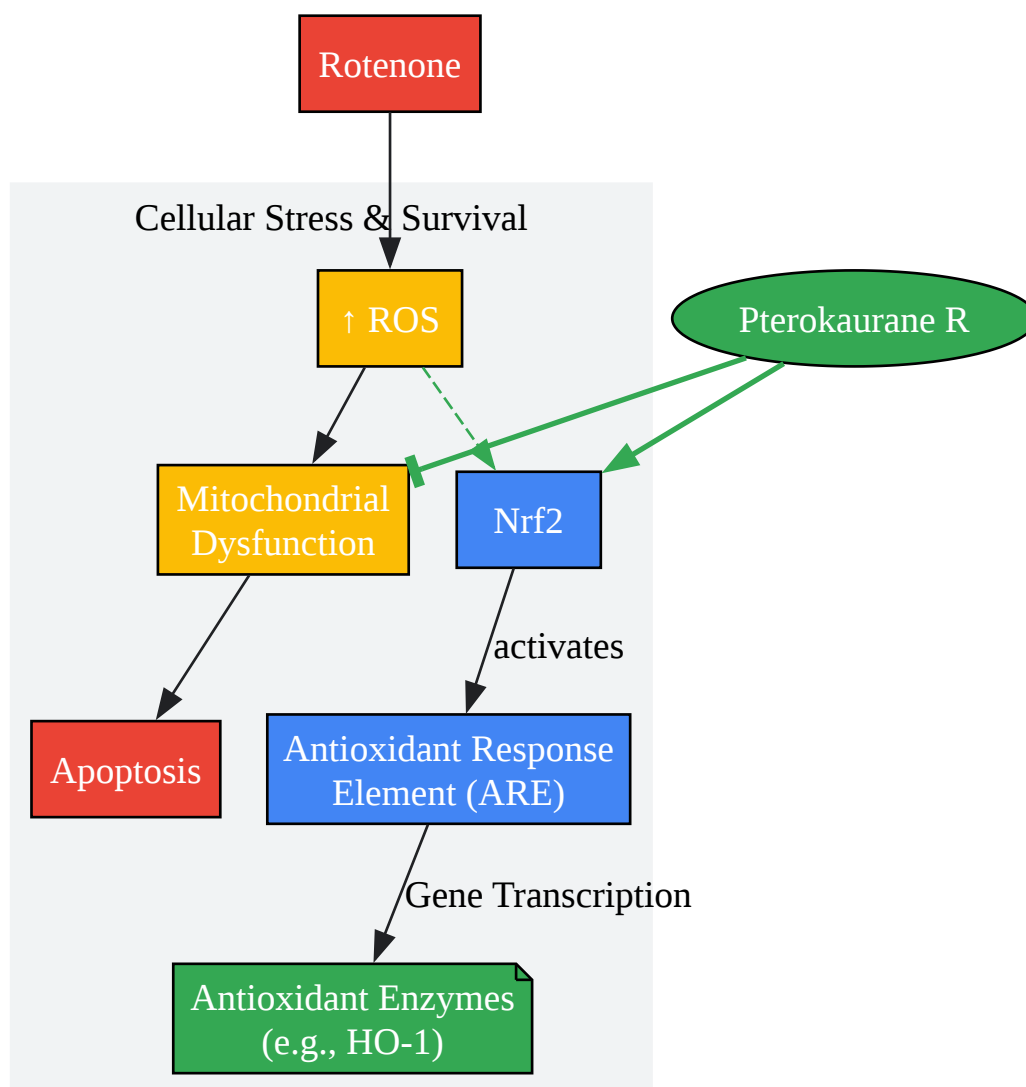 Rotenone
Cellular Stress & Survival
↑ ROS
Pterokaurane R
Mitochondrial
Dysfunction
Nrf2
activates
Apoptosis
Antioxidant Response
Element (ARE)
Gene Transcription
Antioxidant Enzymes
(e.g., HO-1)